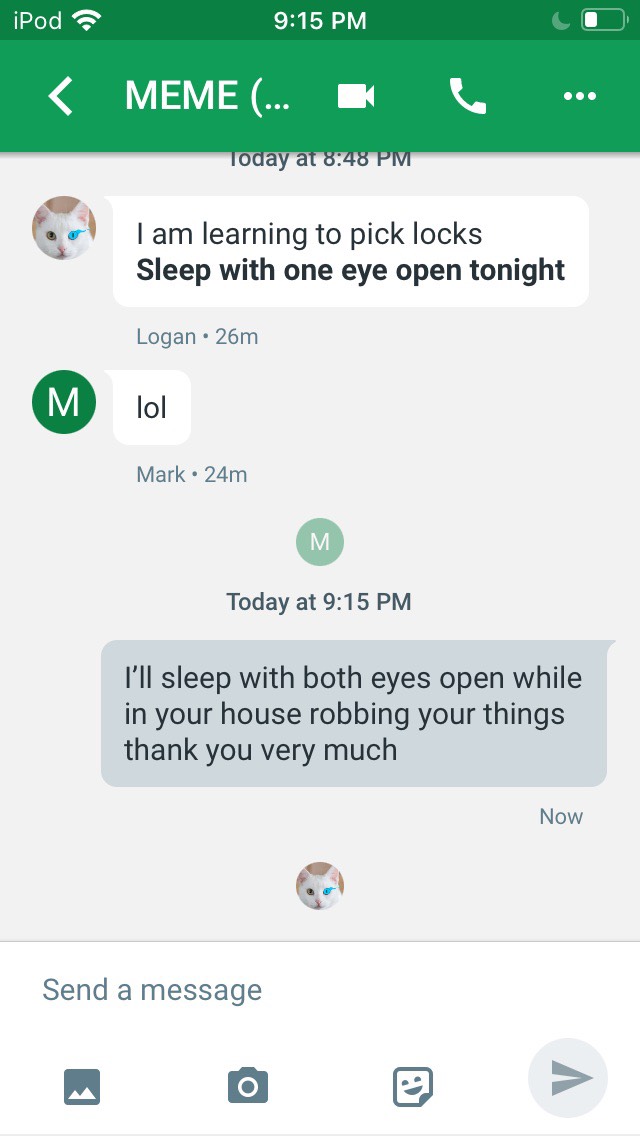 iPod 9:15 PM
MEME (...
Today at 8:48 PM
I am learning to pick locks
Sleep with one eye open tonight
Logan • 26m
M
lol
Mark • 24m
M
Today at 9:15 PM
I’ll sleep with both eyes open while
in your house robbing your things
thank you very much
Now
Send a message